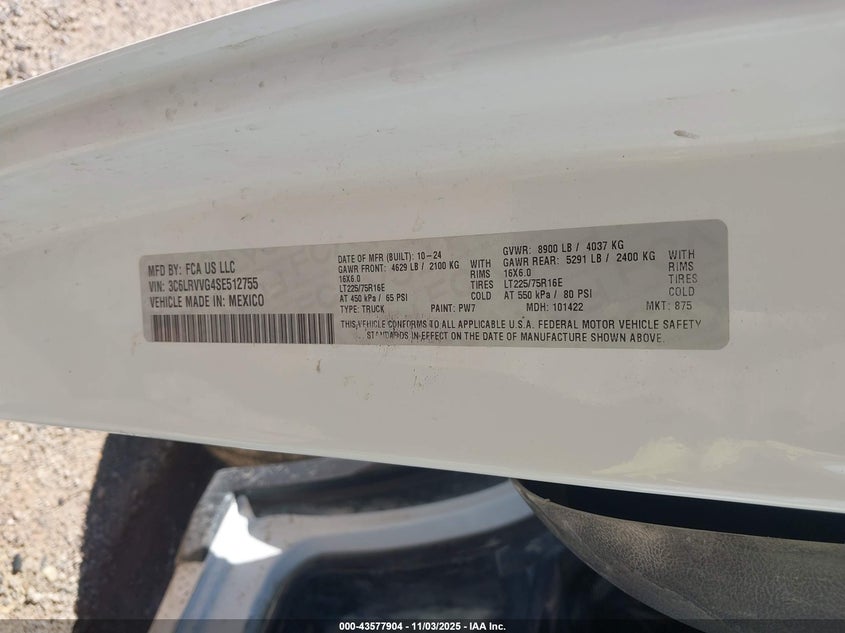 MFD BY: FCA US LLC
VIN: 3C6LRVVG4SE512755
VEHICLE MADE IN: MEXICO
DATE OF MFR (BUILT): 10-24
GAWR FRONT: 4629 LB / 2100 KG WITH
16X6.0 RIMS
LT225/75R16E TIRES
AT 450 kPa / 65 PSI COLD
GVWR: 8900 LB / 4037 KG
GAWR REAR: 5291 LB / 2400 KG WITH
16X6.0 RIMS
LT225/75R16E TIRES
AT 550 kPa / 80 PSI COLD
TYPE: TRUCK PAINT: PW7 MDH: 101422 MKT: 875
THIS VEHICLE CONFORMS TO ALL APPLICABLE U.S.A. FEDERAL MOTOR VEHICLE SAFETY
STANDARDS IN EFFECT ON THE DATE OF MANUFACTURE SHOWN ABOVE.
000-43577904 - 11/03/2025 - IAA Inc.